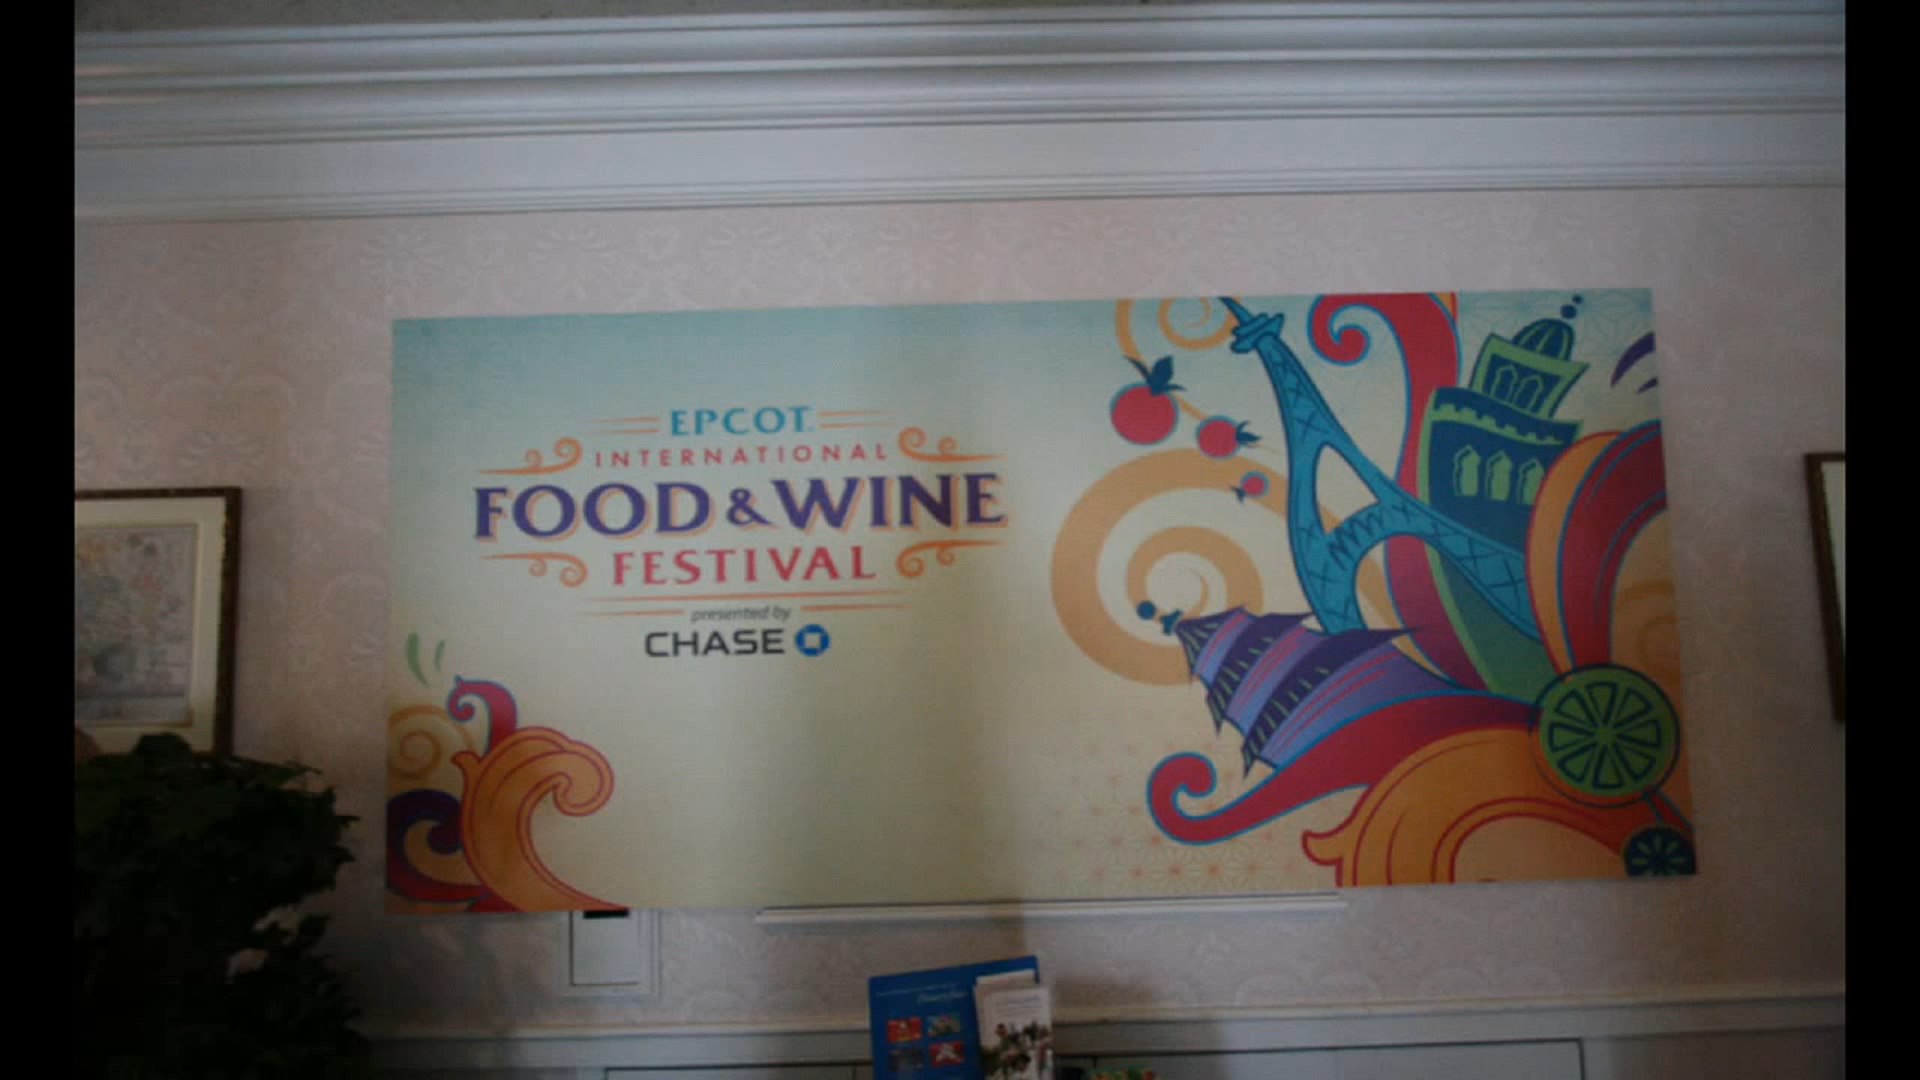 EPCOT
INTERNATIONAL
FOOD & WINE
FESTIVAL
presented by
CHASE